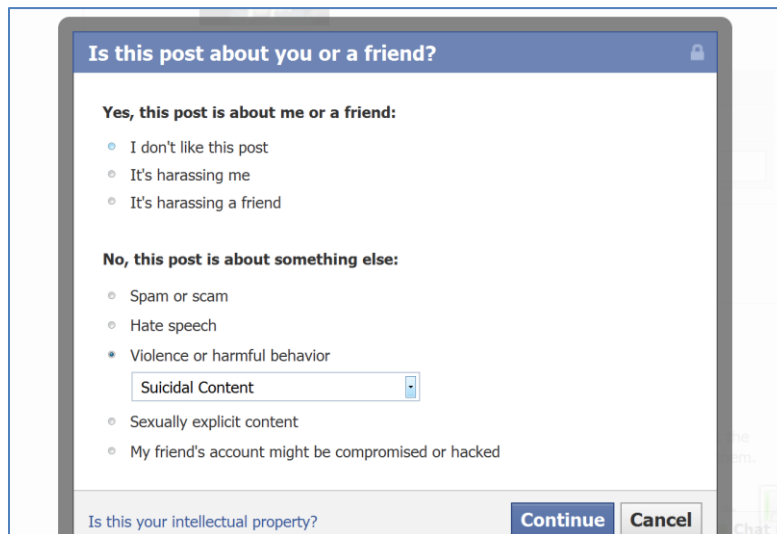 Is this post about you or a friend?
Yes, this post is about me or a friend:
I don't like this post
It's harassing me
It's harassing a friend
No, this post is about something else:
Spam or scam
Hate speech
Violence or harmful behavior
Suicidal Content
Sexually explicit content
My friend's account might be compromised or hacked
the
em.
Is this your intellectual property?
Continue
Cancel
Chat